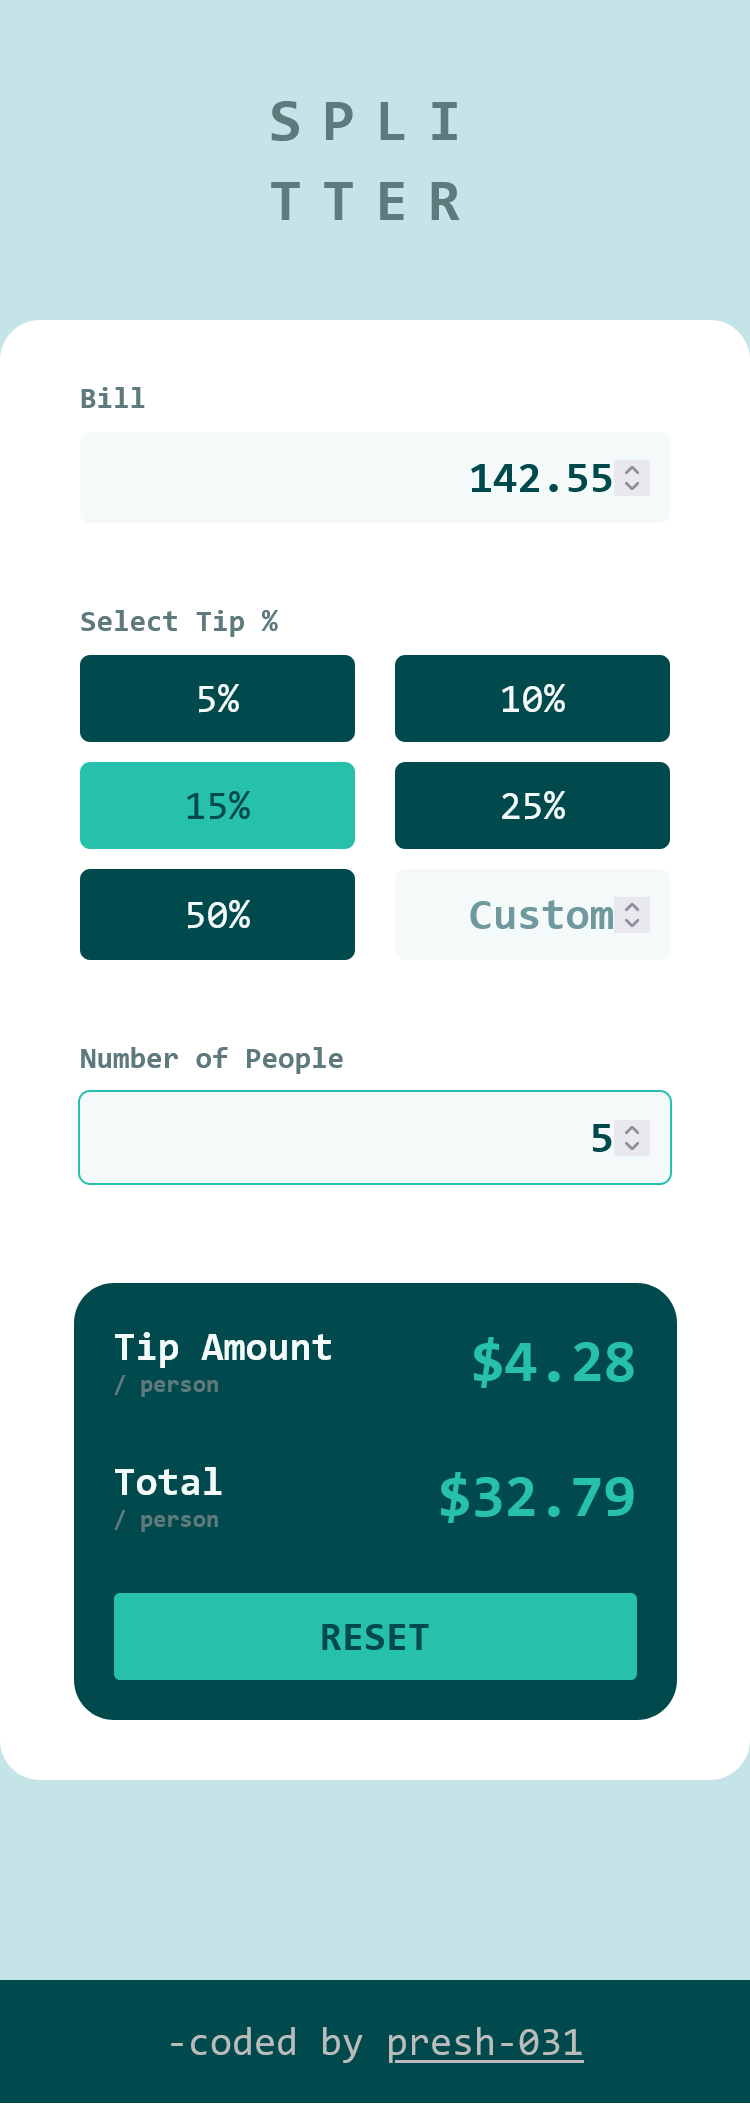 SPLI
TTER
Bill
142.55
Select Tip %
5% 10%
15% 25%
50% Custom
Number of People
5
Tip Amount $4.28
/ person
Total $32.79
/ person
RESET
-coded by presh-031